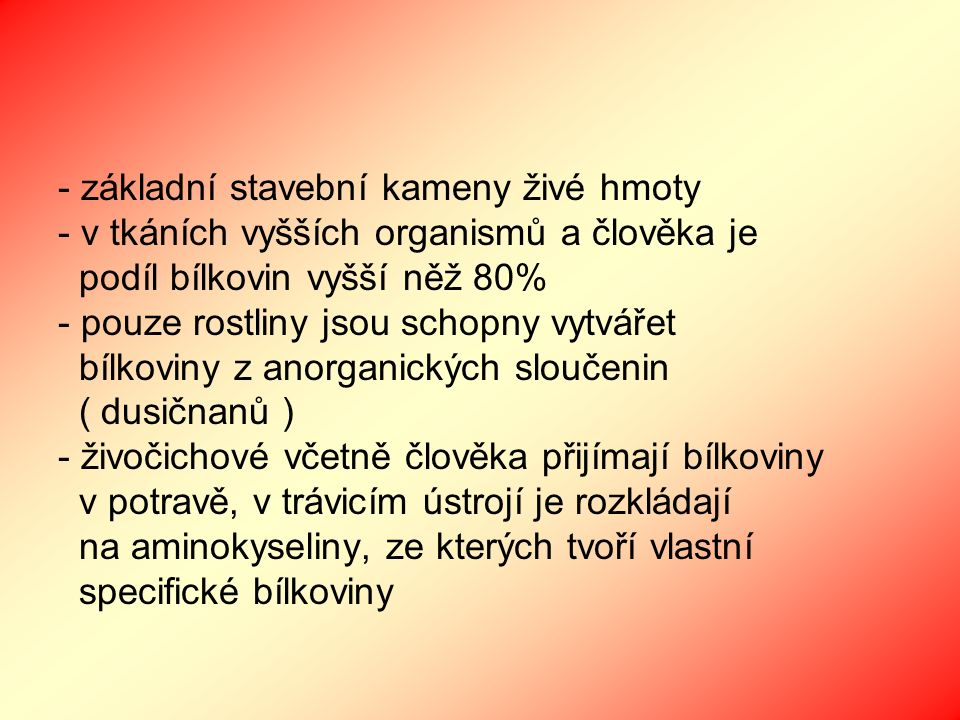 - základní stavební kameny živé hmoty
- v tkáních vyšších organismů a člověka je
podíl bílkovin vyšší něž 80%
- pouze rostliny jsou schopny vytvářet
bílkoviny z anorganických sloučenin
( dusičnanů )
- živočichové včetně člověka přijímají bílkoviny
v potravě, v trávicím ústrojí je rozkládají
na aminokyseliny, ze kterých tvoří vlastní
specifické bílkoviny